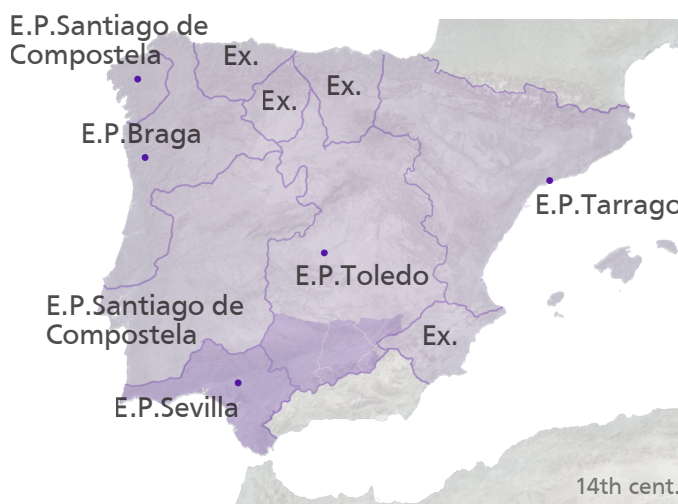 E.P.Santiago de
Compostela
Ex.
Ex.
Ex.
E.P.Braga
E.P.Tarrago
E.P.Toledo
E.P.Santiago de
Compostela
Ex.
E.P.Sevilla
14th cent.